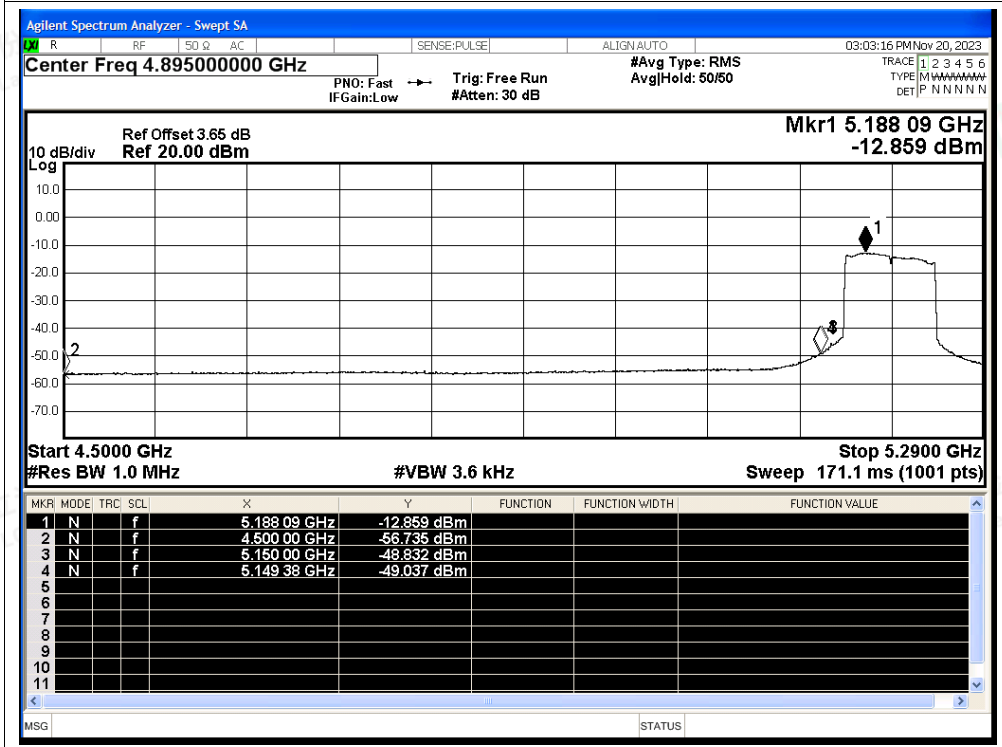 Agilent Spectrum Analyzer - Swept SA
LXI R RF 50 Ω AC SENSE:PULSE ALIGN AUTO 03:03:16 PM Nov 20, 2023
Center Freq 4.895000000 GHz
PNO: Fast
IFGain:Low
Trig: Free Run
#Atten: 30 dB
#Avg Type: RMS
Avg|Hold: 50/50
TRACE 1 2 3 4 5 6
TYPE M WWWWW
DET P N N N N N
Mkr1 5.188 09 GHz
-12.859 dBm
Ref Offset 3.65 dB
10 dB/div Ref 20.00 dBm
Log
10.0
0.00
-10.0
-20.0
-30.0
-40.0
-50.0
-60.0
-70.0
1
2
Start 4.5000 GHz Stop 5.2900 GHz
#Res BW 1.0 MHz #VBW 3.6 kHz Sweep 171.1 ms (1001 pts)
MKR MODE TRC SCL X Y FUNCTION FUNCTION WIDTH FUNCTION VALUE
1 N f 5.188 09 GHz -12.859 dBm
2 N f 4.500 00 GHz -56.735 dBm
3 N f 5.150 00 GHz -48.832 dBm
4 N f 5.149 38 GHz -49.037 dBm
5
6
7
8
9
10
11
MSG STATUS